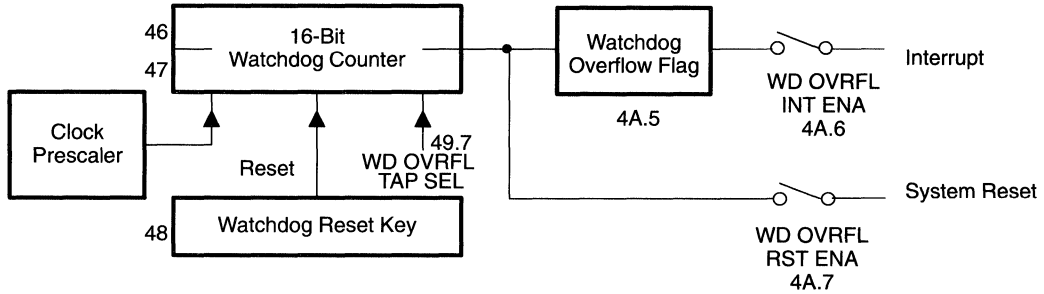 46
47
16-Bit
Watchdog Counter
Watchdog
Overflow Flag
4A.5
WD OVRFL
INT ENA
4A.6
Interrupt
Clock
Prescaler
Reset
49.7
WD OVRFL
TAP SEL
48
Watchdog Reset Key
WD OVRFL
RST ENA
4A.7
System Reset